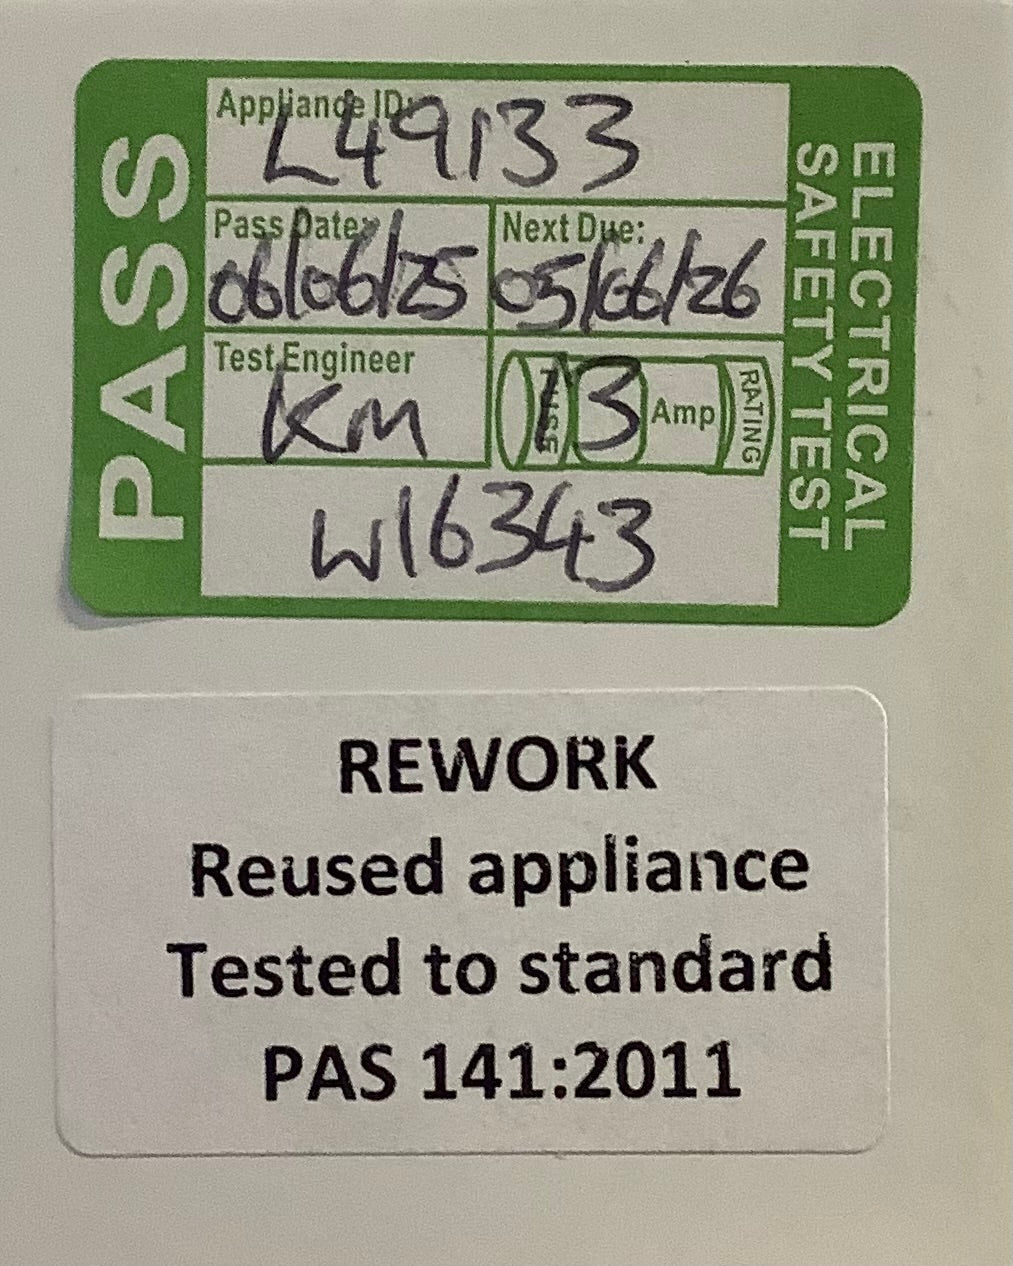 PASS
Appliance ID:
L49133
Pass Date:
06/06/25
Next Due:
05/06/26
Test Engineer
KM
FUSE
13
Amp
RATING
W16343
ELECTRICAL
SAFETY TEST
REWORK
Reused appliance
Tested to standard
PAS 141:2011